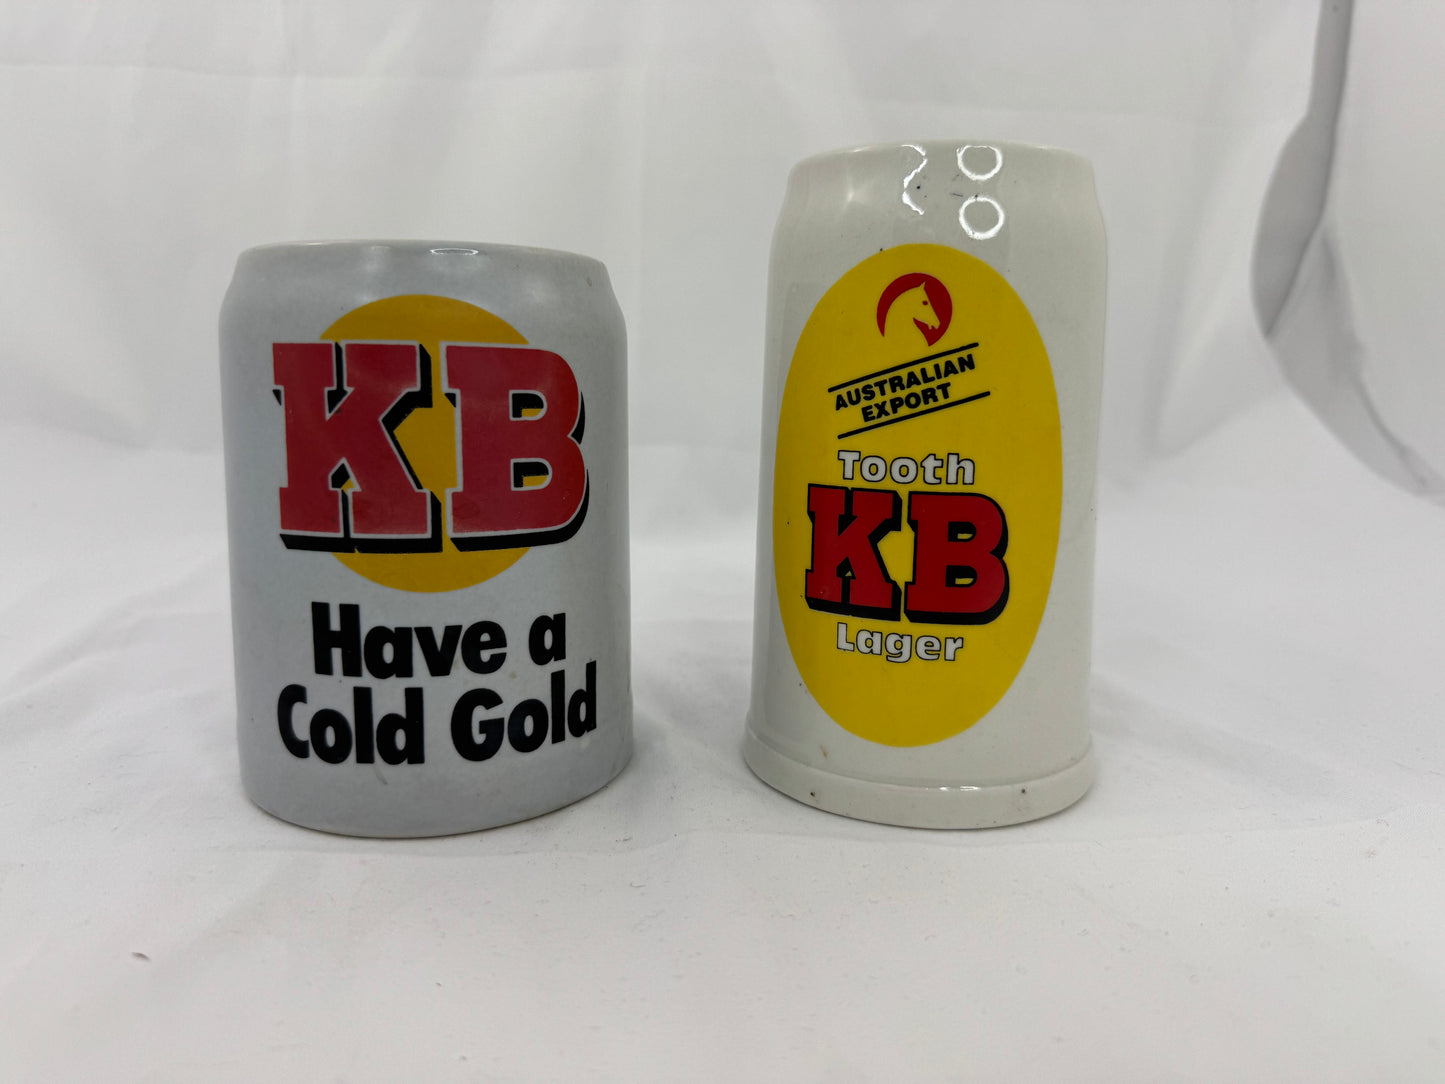 KB
Have a
Cold Gold
AUSTRALIAN
EXPORT
Tooth
KB
Lager